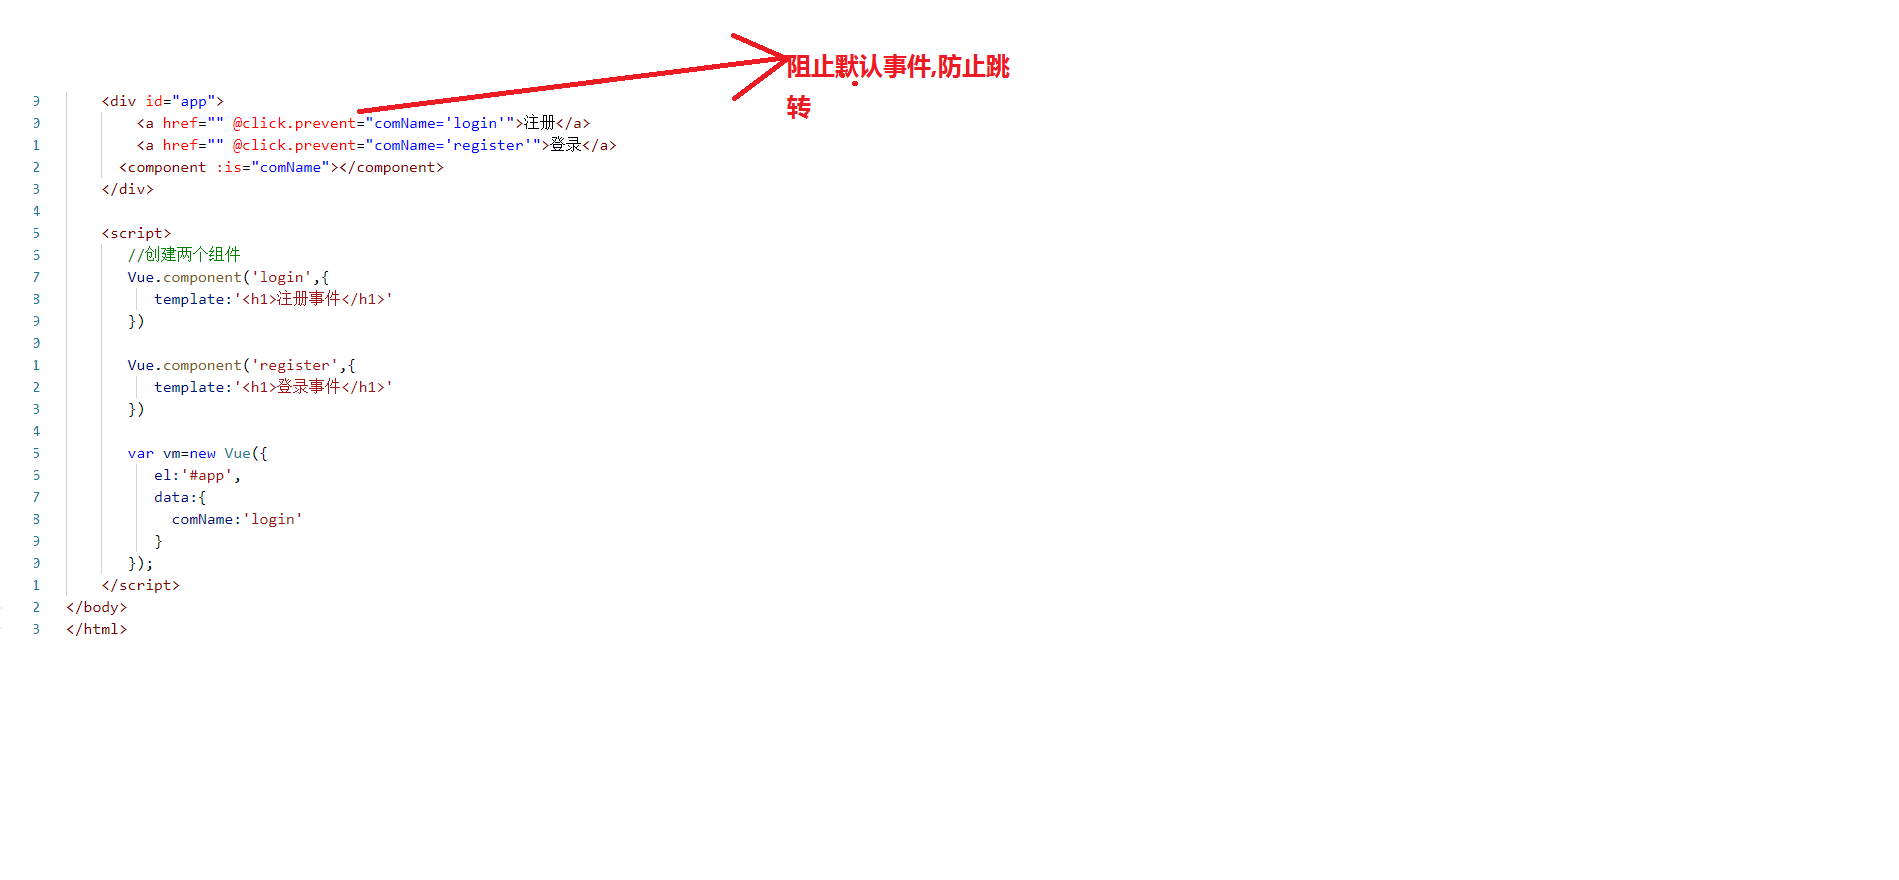 阻止默认事件,防止跳
转
9 <div id="app">
0 <a href="" @click.prevent="comName='login'">注册</a>
1 <a href="" @click.prevent="comName='register'">登录</a>
2 <component :is="comName"></component>
3 </div>
4
5 <script>
6 //创建两个组件
7 Vue.component('login',{
8 template:'<h1>注册事件</h1>'
9 })
0
1 Vue.component('register',{
2 template:'<h1>登录事件</h1>'
3 })
4
5 var vm=new Vue({
6 el:'#app',
7 data:{
8 comName:'login'
9 }
0 });
1 </script>
2 </body>
3 </html>